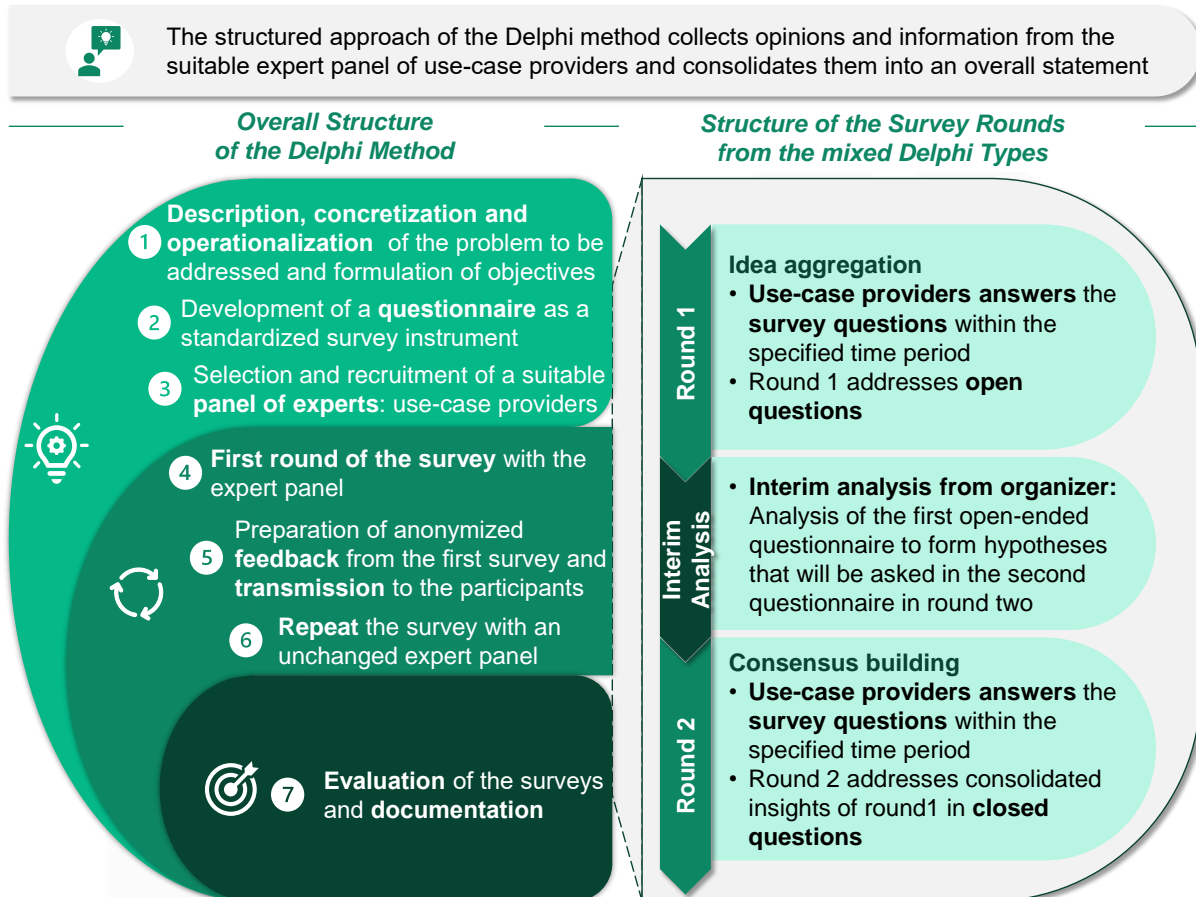 The structured approach of the Delphi method collects opinions and information from the
suitable expert panel of use-case providers and consolidates them into an overall statement
Overall Structure
of the Delphi Method
1
Description, concretization and
operationalization of the problem to be
addressed and formulation of objectives
2
Development of a questionnaire as a
standardized survey instrument
3
Selection and recruitment of a suitable
panel of experts: use-case providers
4
First round of the survey with the
expert panel
5
Preparation of anonymized
feedback from the first survey and
transmission to the participants
6
Repeat the survey with an
unchanged expert panel
7
Evaluation of the surveys
and documentation
Structure of the Survey Rounds
from the mixed Delphi Types
Round 1
Idea aggregation
• Use-case providers answers the
survey questions within the
specified time period
• Round 1 addresses open
questions
Interim
Analysis
• Interim analysis from organizer:
Analysis of the first open-ended
questionnaire to form hypotheses
that will be asked in the second
questionnaire in round two
Round 2
Consensus building
• Use-case providers answers the
survey questions within the
specified time period
• Round 2 addresses consolidated
insights of round1 in closed
questions